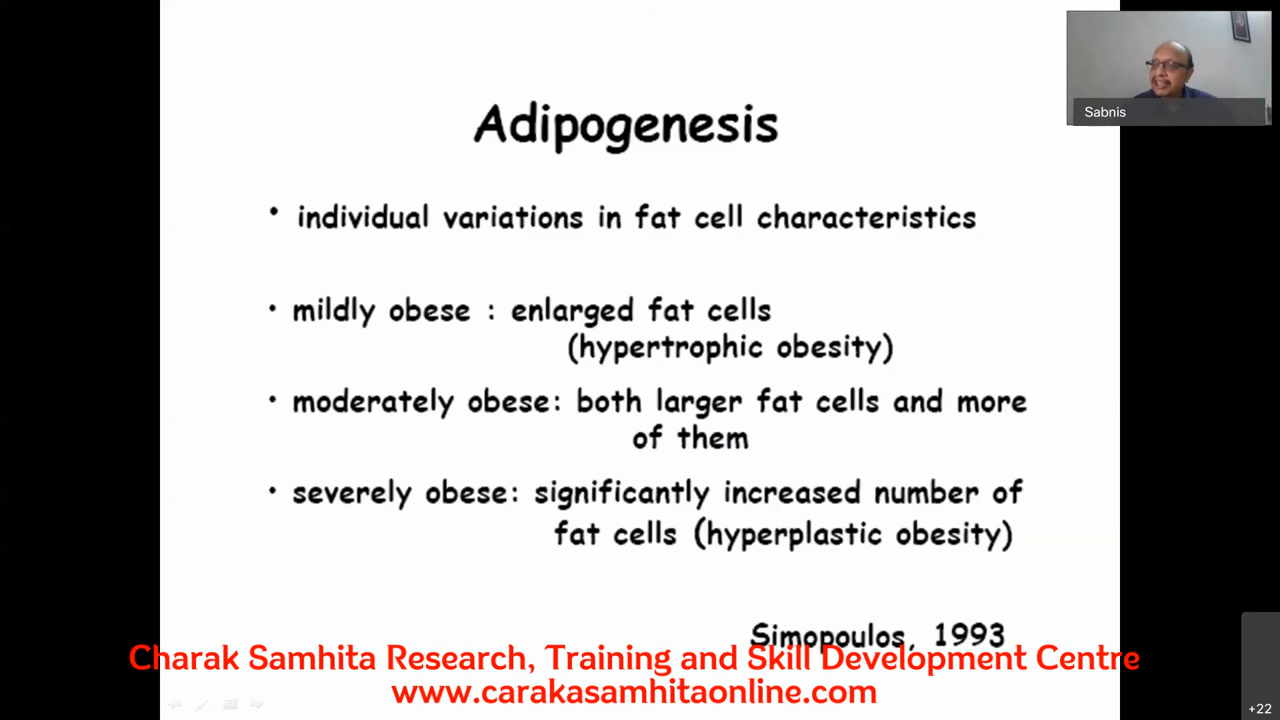 Sabnis
Adipogenesis
• individual variations in fat cell characteristics
• mildly obese : enlarged fat cells
(hypertrophic obesity)
• moderately obese: both larger fat cells and more
of them
• severely obese: significantly increased number of
fat cells (hyperplastic obesity)
Simopoulos, 1993
Charak Samhita Research, Training and Skill Development Centre
www.carakasamhitaonline.com
+22